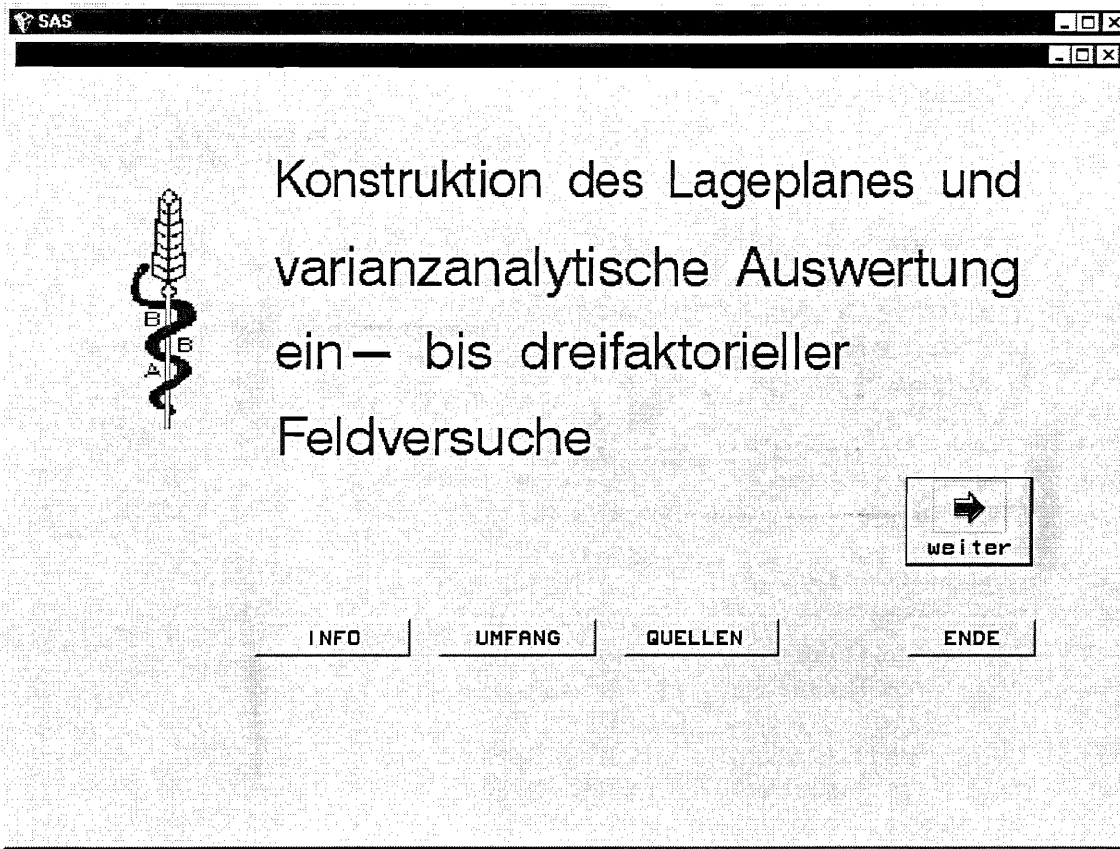 SAS
Konstruktion des Lageplanes und
varianzanalytische Auswertung
ein— bis dreifaktorieller
Feldversuche
B
B
A
weiter
INFO UMFANG QUELLEN ENDE